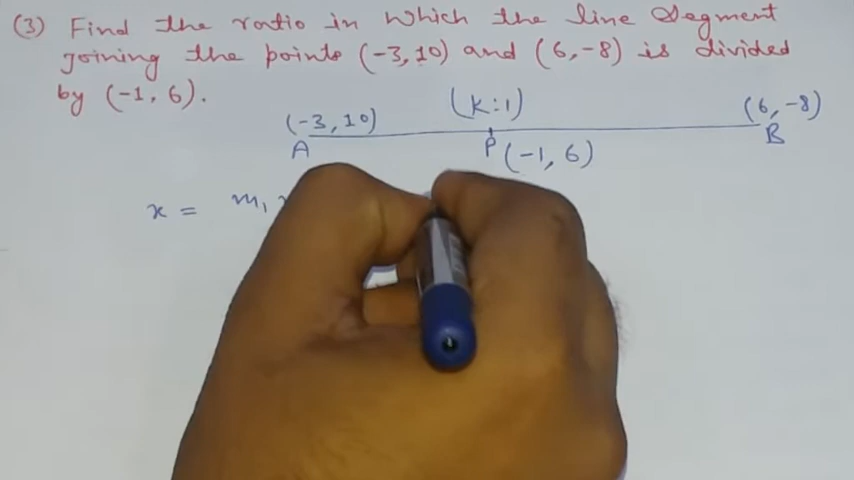 (3) Find the ratio in which the line segment
joining the points (-3, 10) and (6, -8) is divided
by (-1, 6).
(-3, 10) (K:1) (6, -8)
A P (-1, 6) B
x = m₁